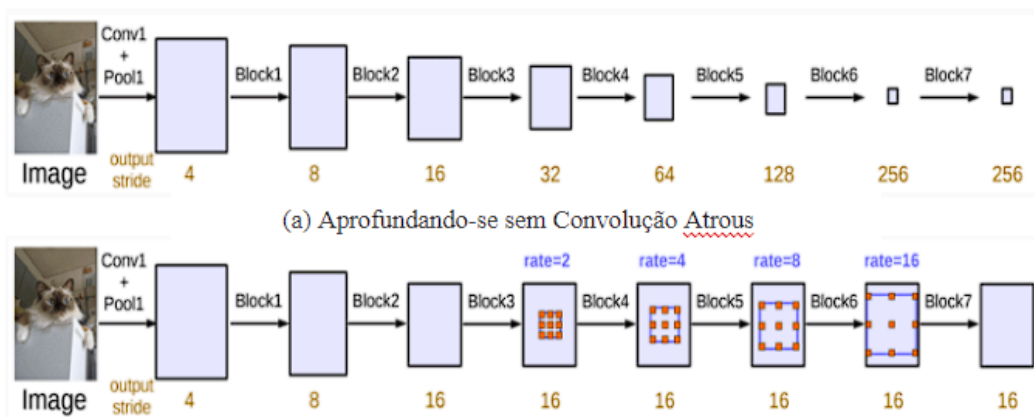 Conv1
+
Pool1
Block1 Block2 Block3 Block4 Block5 Block6 Block7
Image output stride 4 8 16 32 64 128 256 256
(a) Aprofundando-se sem Convolução Atrous
rate=2 rate=4 rate=8 rate=16
Conv1
+
Pool1
Block1 Block2 Block3 Block4 Block5 Block6 Block7
Image output stride 4 8 16 16 16 16 16 16